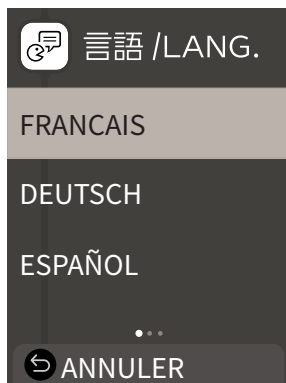 言語 /LANG.
FRANCAIS
DEUTSCH
ESPAÑOL
ANNULER